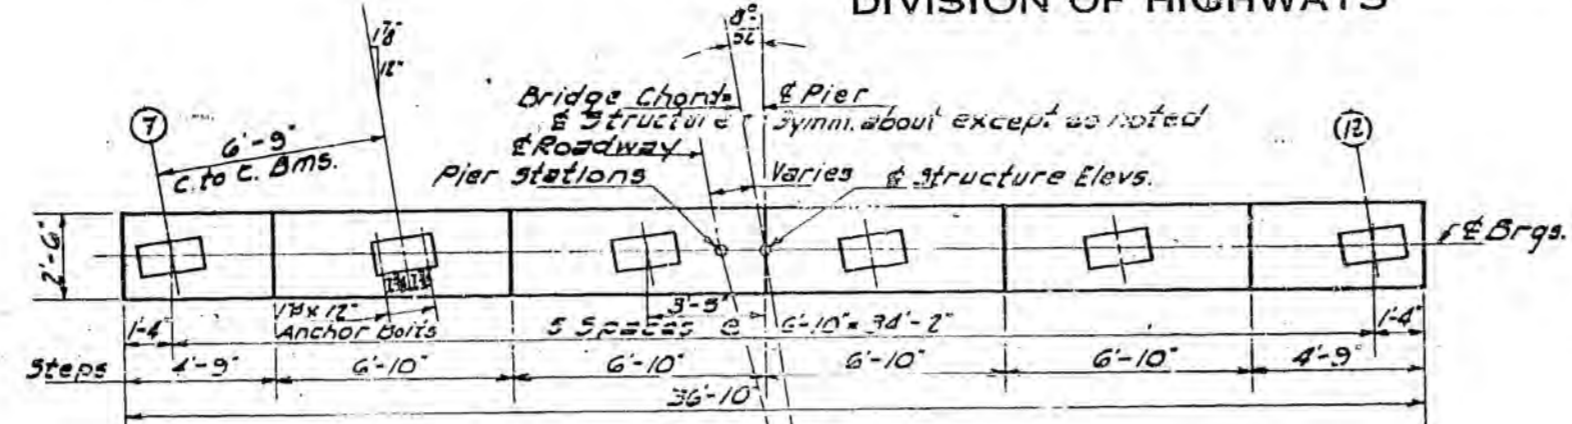 DIVISION OF HIGHWAYS
8°
52'
1⅞
12"
Bridge Chord=
₵ Structure
₵ Pier
Symm. about except as noted
7
12
6'-9"
C. to C. Bms.
₵ Roadway
Pier Stations
Varies
₵ Structure Elevs.
2'-6"
₵ Brgs.
12"
Anchor Bolts
3'-5"
1'-4"
5 Spaces @ 6'-10" = 34'-2"
1'-4"
Steps
4'-9"
6'-10"
6'-10"
6'-10"
6'-10"
4'-9"
36'-10"